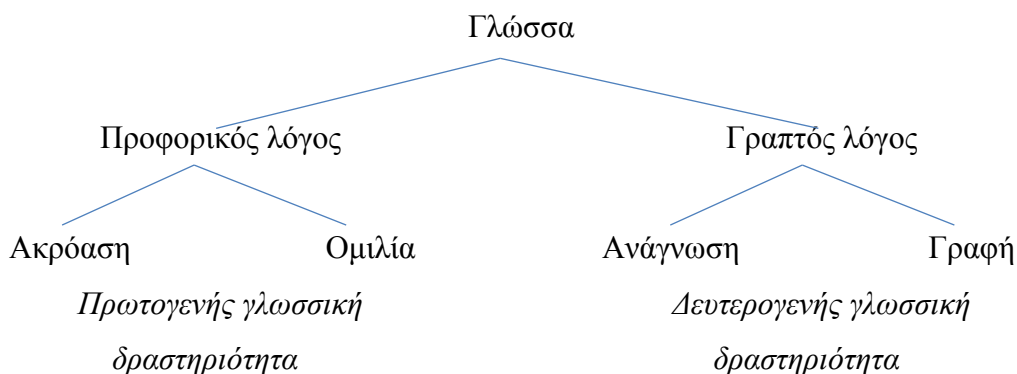 Γλώσσα
Προφορικός λόγος Γραπτός λόγος
Ακρόαση Ομιλία Ανάγνωση Γραφή
Πρωτογενής γλωσσική Δευτερογενής γλωσσική
δραστηριότητα δραστηριότητα